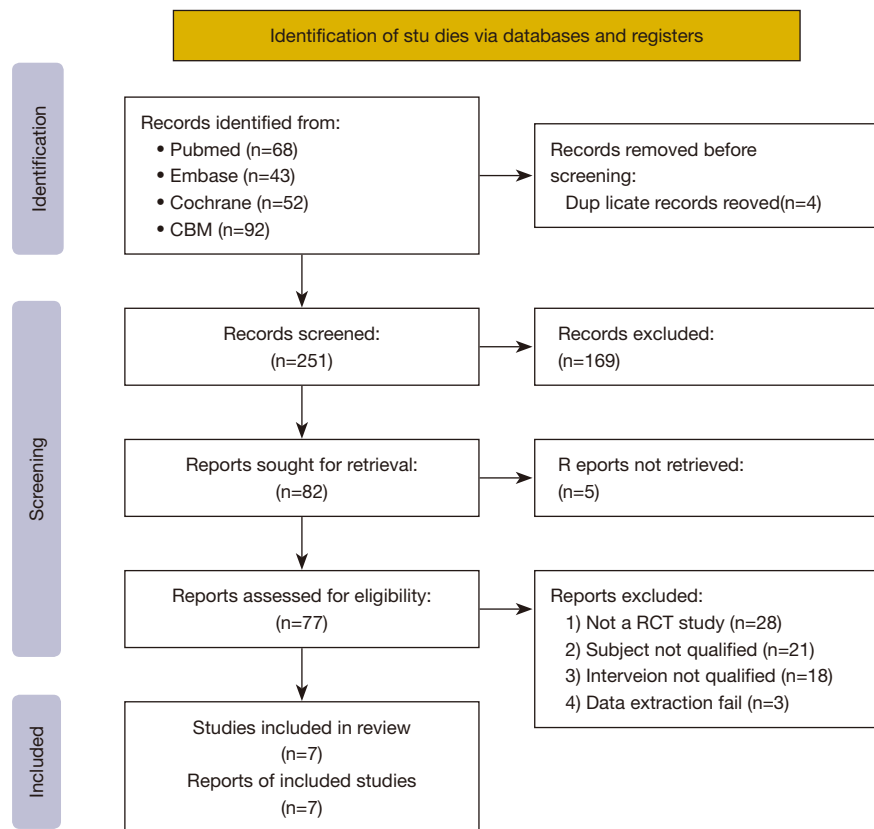 Identification of stu dies via databases and registers
Identification
Records identified from:
• Pubmed (n=68)
• Embase (n=43)
• Cochrane (n=52)
• CBM (n=92)
Records removed before
screening:
Dup licate records reoved(n=4)
Screening
Records screened:
(n=251)
Records excluded:
(n=169)
Reports sought for retrieval:
(n=82)
R eports not retrieved:
(n=5)
Reports assessed for eligibility:
(n=77)
Reports excluded:
1) Not a RCT study (n=28)
2) Subject not qualified (n=21)
3) Interveion not qualified (n=18)
4) Data extraction fail (n=3)
Included
Studies included in review
(n=7)
Reports of included studies
(n=7)